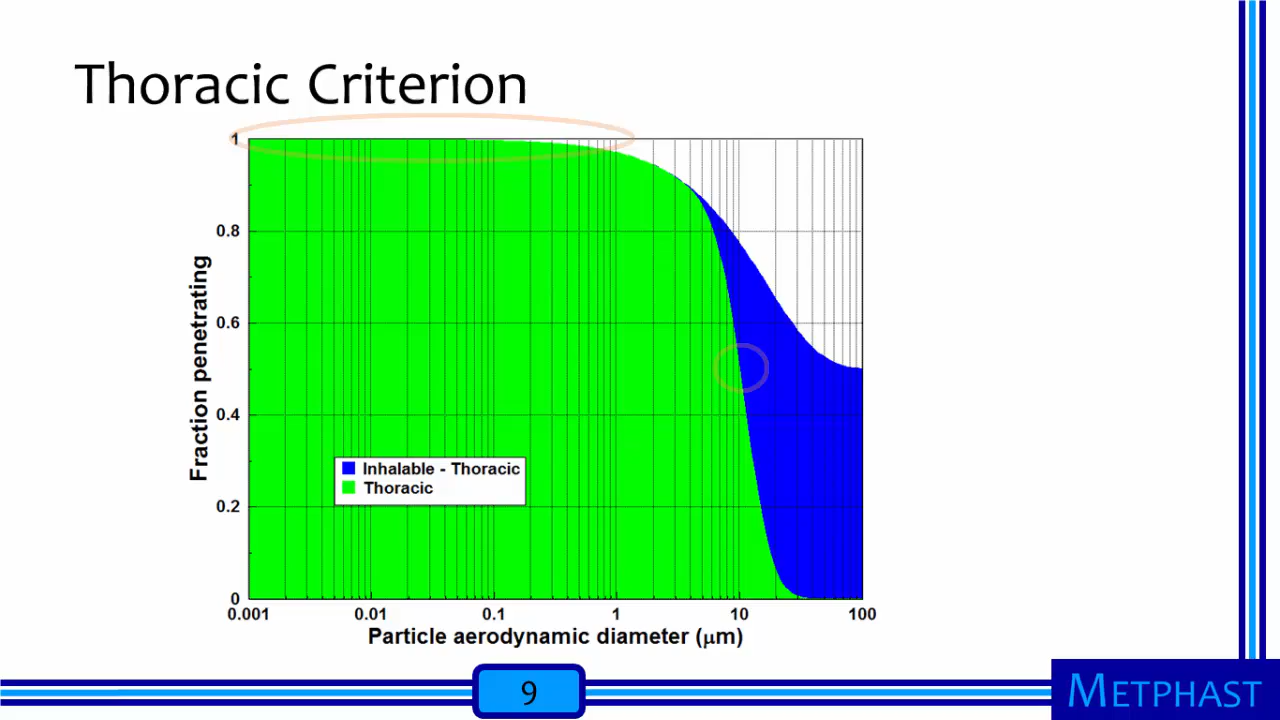 Thoracic Criterion
1
0.8
0.6
0.4
0.2
0
Fraction penetrating
Inhalable - Thoracic
Thoracic
0.001 0.01 0.1 1 10 100
Particle aerodynamic diameter (μm)
9
METPHAST